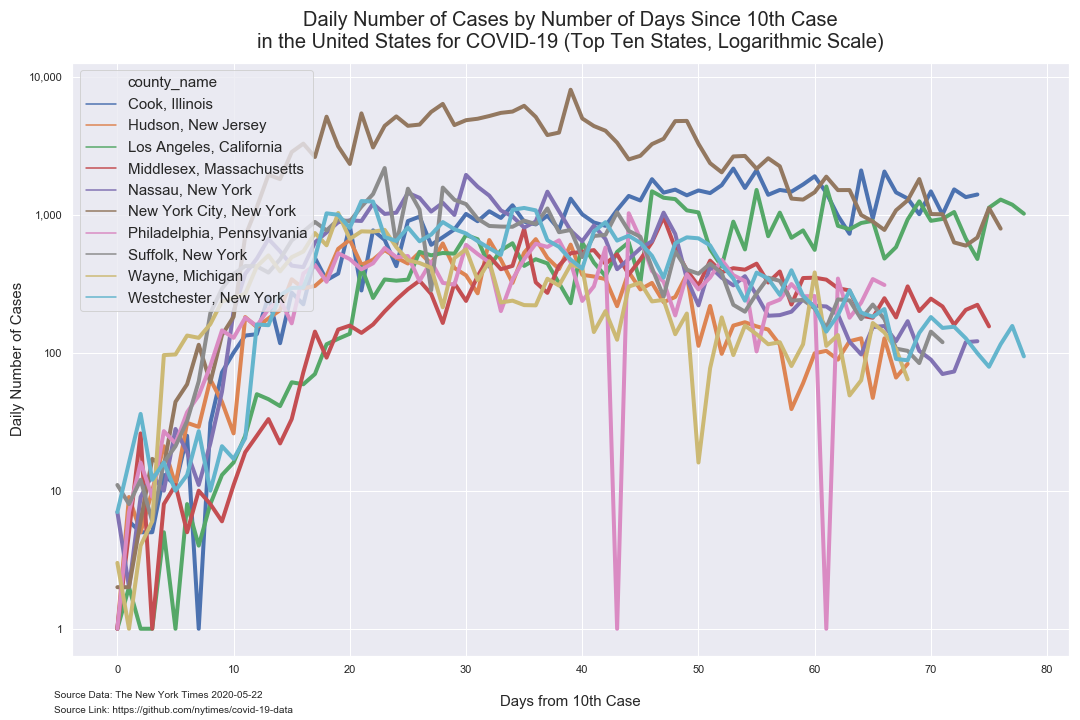 Daily Number of Cases by Number of Days Since 10th Case
in the United States for COVID-19 (Top Ten States, Logarithmic Scale)
10,000
1,000
100
10
1
Daily Number of Cases
county_name
Cook, Illinois
Hudson, New Jersey
Los Angeles, California
Middlesex, Massachusetts
Nassau, New York
New York City, New York
Philadelphia, Pennsylvania
Suffolk, New York
Wayne, Michigan
Westchester, New York
0 10 20 30 40 50 60 70 80
Days from 10th Case
Source Data: The New York Times 2020-05-22
Source Link: https://github.com/nytimes/covid-19-data